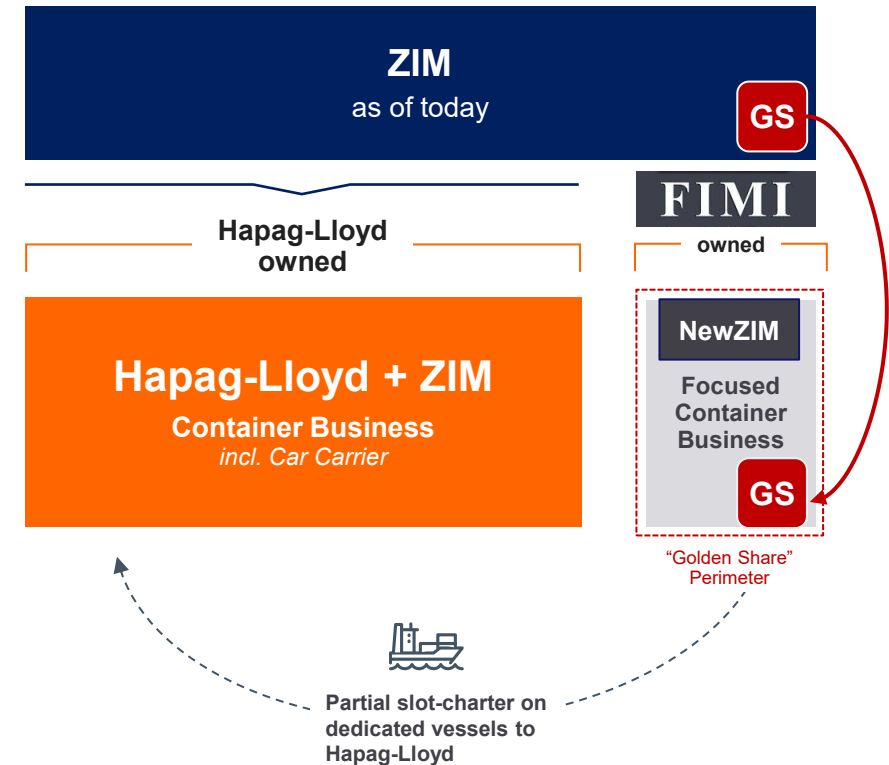 ZIM
as of today
GS
FIMI
Hapag-Lloyd
owned
owned
Hapag-Lloyd + ZIM
Container Business
incl. Car Carrier
NewZIM
Focused
Container
Business
GS
“Golden Share”
Perimeter
Partial slot-charter on
dedicated vessels to
Hapag-Lloyd